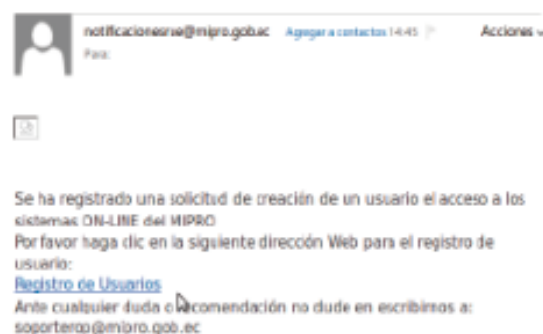 notificacionesrue@mipro.gob.ec Agregar a contactos 14:45 Acciones
Para:
Se ha registrado una solicitud de creación de un usuario el acceso a los
sistemas ON-LINE del MIPRO
Por favor haga clic en la siguiente dirección Web para el registro de
usuario:
Registro de Usuarios
Ante cualquier duda o recomendación no dude en escribirnos a:
soporterop@mipro.gob.ec